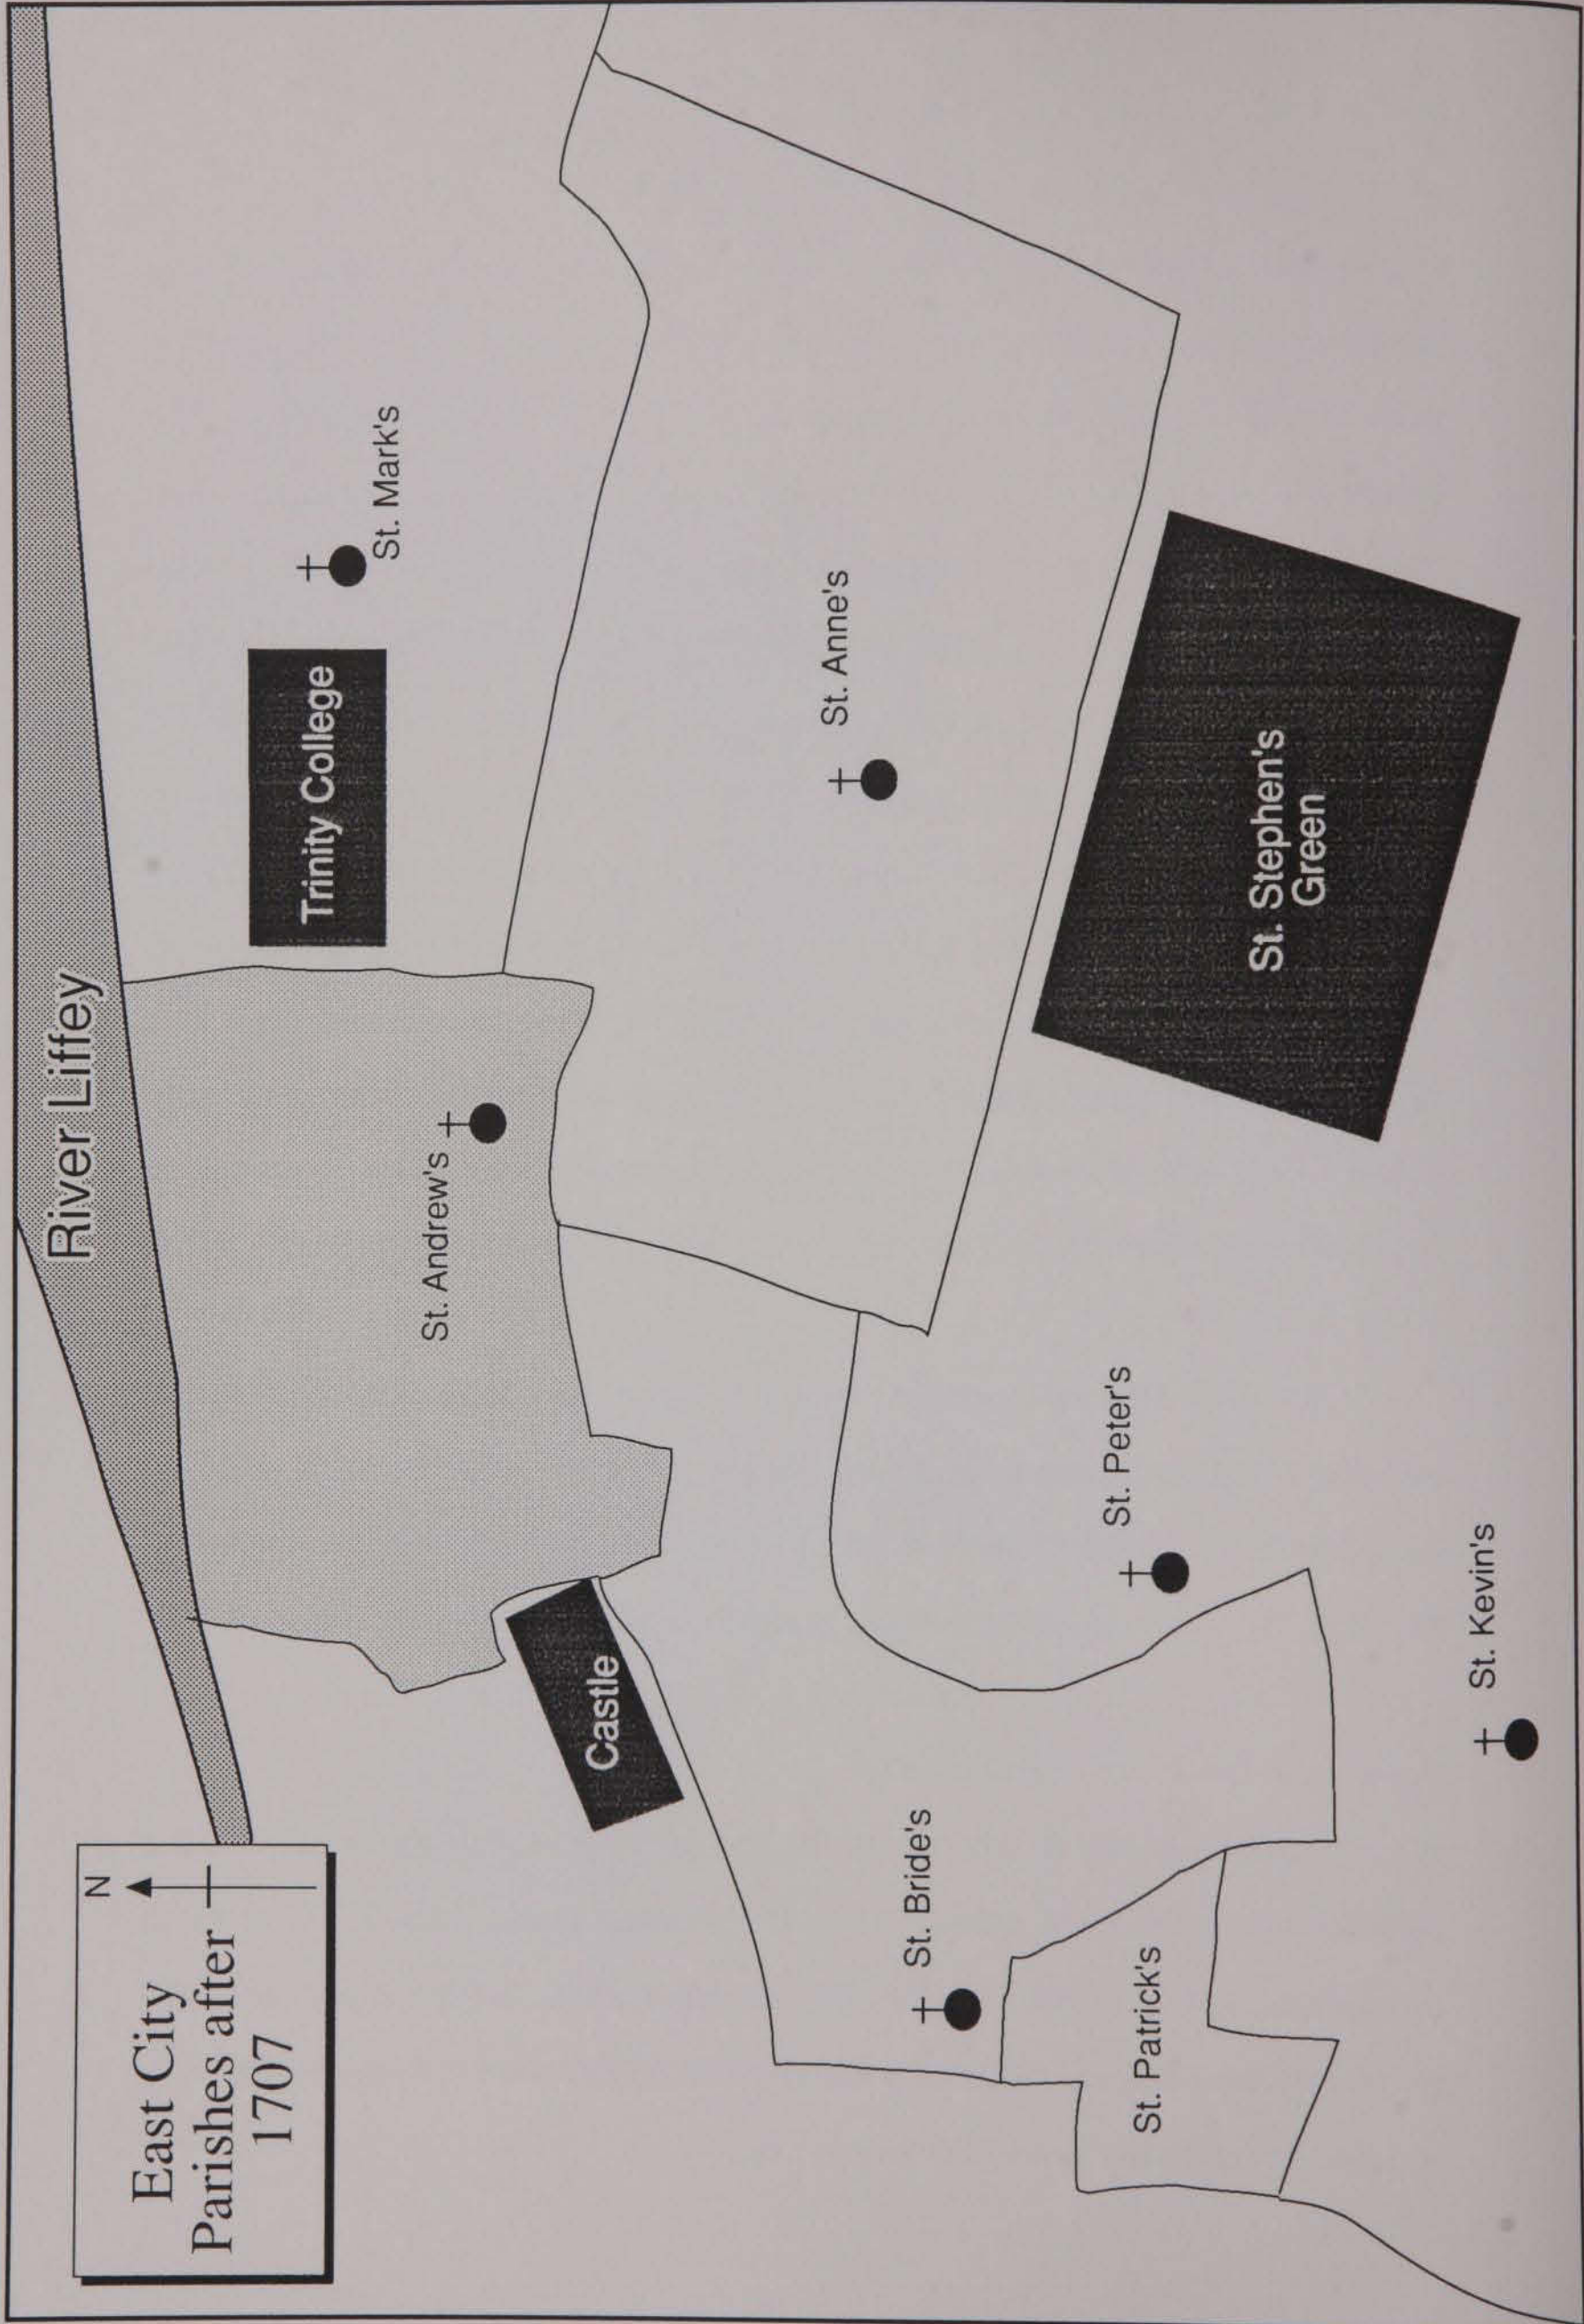 East City
Parishes after
1707
N
River Liffey
Trinity College
St. Mark's
St. Andrew's
Castle
St. Anne's
St. Bride's
St. Peter's
St. Stephen's
Green
St. Patrick's
St. Kevin's